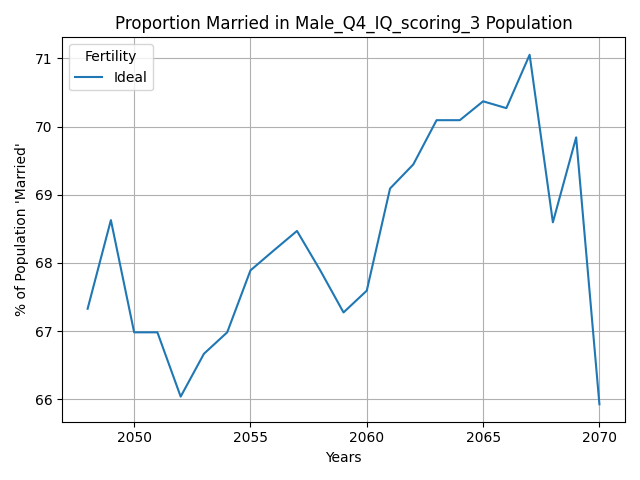 Proportion Married in Male_Q4_IQ_scoring_3 Population
Fertility
Ideal
% of Population 'Married'
71
70
69
68
67
66
2050
2055
2060
2065
2070
Years